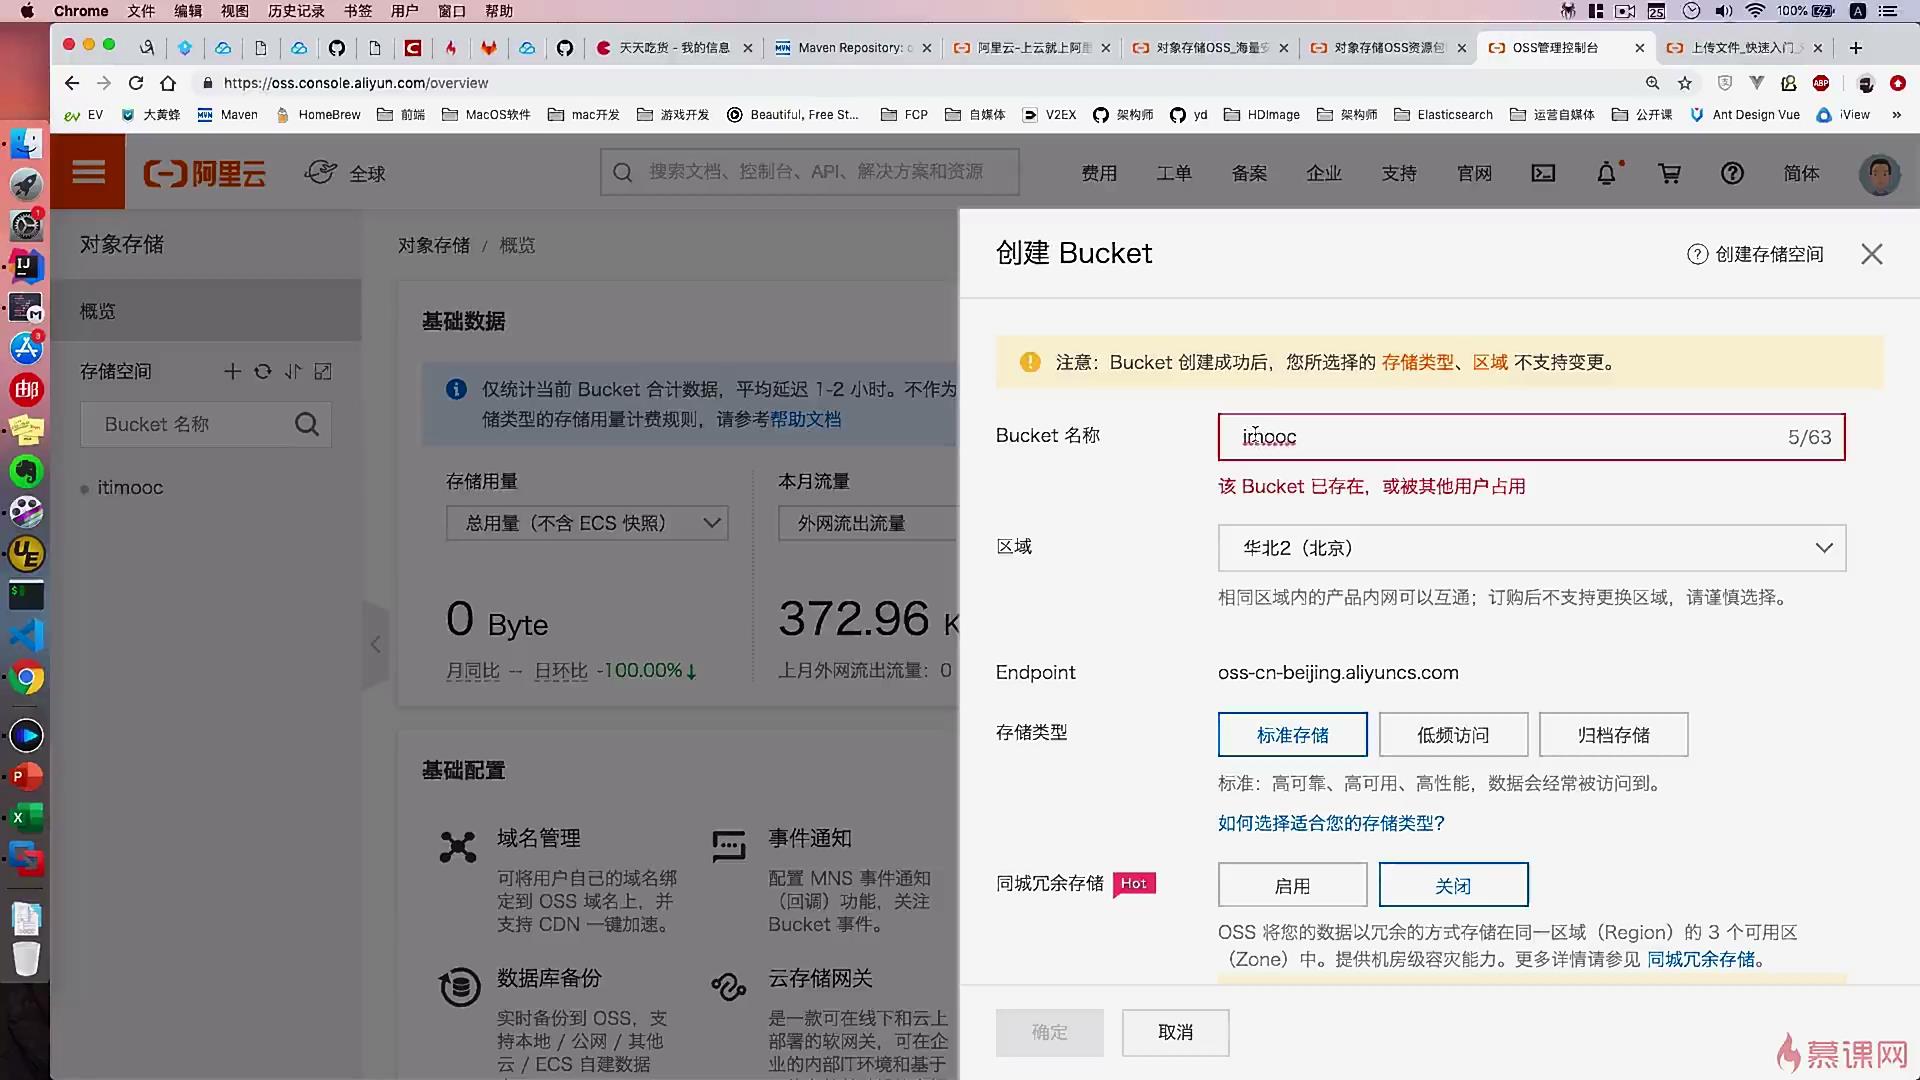 Chrome 文件 编辑 视图 历史记录 书签 用户 窗口 帮助
25 100% A
天天吃货 - 我的信息
Maven Repository:
阿里云-上云就上阿里
对象存储OSS_海量安
对象存储OSS资源包
OSS管理控制台
上传文件_快速入门_
https://oss.console.aliyun.com/overview
ABP
EV 大黄蜂 Maven HomeBrew 前端 MacOS软件 mac开发 游戏开发 Beautiful, Free St... FCP 自媒体 V2EX 架构师 yd HDImage 架构师 Elasticsearch 运营自媒体 公开课 Ant Design Vue iView »
阿里云 全球
搜索文档、控制台、API、解决方案和资源
费用 工单 备案 企业 支持 官网 简体
对象存储
概览
存储空间
Bucket 名称
itimooc
对象存储 / 概览
基础数据
仅统计当前 Bucket 合计数据，平均延迟 1-2 小时。不作为
储类型的存储用量计费规则，请参考帮助文档
存储用量
总用量（不含 ECS 快照）
0 Byte
月同比 -- 日环比 -100.00%↓
本月流量
外网流出流量
372.96 K
上月外网流出流量：0
基础配置
域名管理
可将用户自己的域名绑
定到 OSS 域名上，并
支持 CDN 一键加速。
事件通知
配置 MNS 事件通知
（回调）功能，关注
Bucket 事件。
数据库备份
实时备份到 OSS，支
持本地 / 公网 / 其他
云 / ECS 自建数据
云存储网关
是一款可在线下和云上
部署的软网关，可在企
业的内部IT环境和基于
创建 Bucket
创建存储空间
注意：Bucket 创建成功后，您所选择的 存储类型、区域 不支持变更。
Bucket 名称
imooc 5/63
该 Bucket 已存在，或被其他用户占用
区域
华北2（北京）
相同区域内的产品内网可以互通；订购后不支持更换区域，请谨慎选择。
Endpoint
oss-cn-beijing.aliyuncs.com
存储类型
标准存储 低频访问 归档存储
标准：高可靠、高可用、高性能，数据会经常被访问到。
如何选择适合您的存储类型？
同城冗余存储 Hot
启用 关闭
OSS 将您的数据以冗余的方式存储在同一区域（Region）的 3 个可用区
（Zone）中。提供机房级容灾能力。更多详情请参见 同城冗余存储。
确定 取消
慕课网